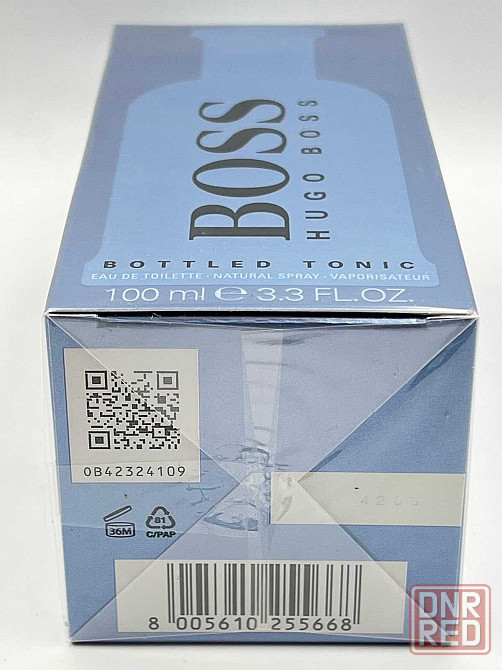 BOSS
HUGO BOSS
BOTTLED TONIC
EAU DE TOILETTE · NATURAL SPRAY · VAPORISATEUR
100 ml ℮ 3.3 FL.OZ.
0B42324109
36M
81
C/PAP
8 005610 255668
DNR
RED